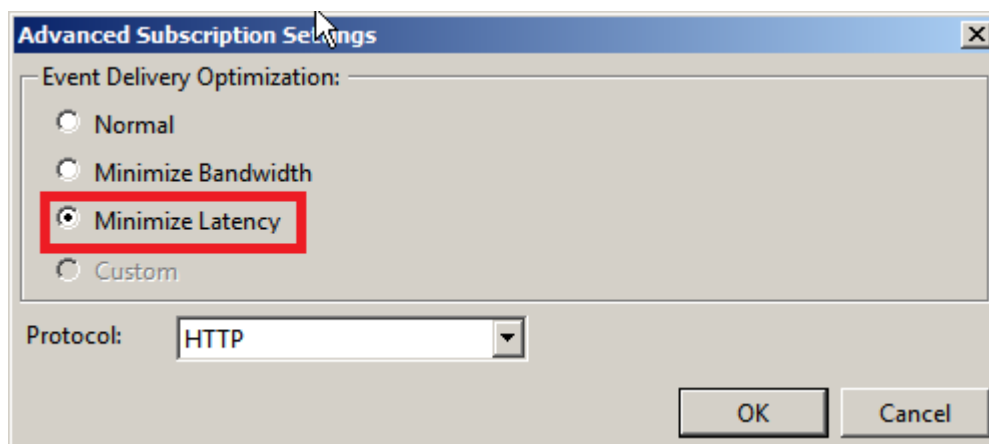 Advanced Subscription Settings
Event Delivery Optimization:
Normal
Minimize Bandwidth
Minimize Latency
Custom
Protocol: HTTP
OK Cancel